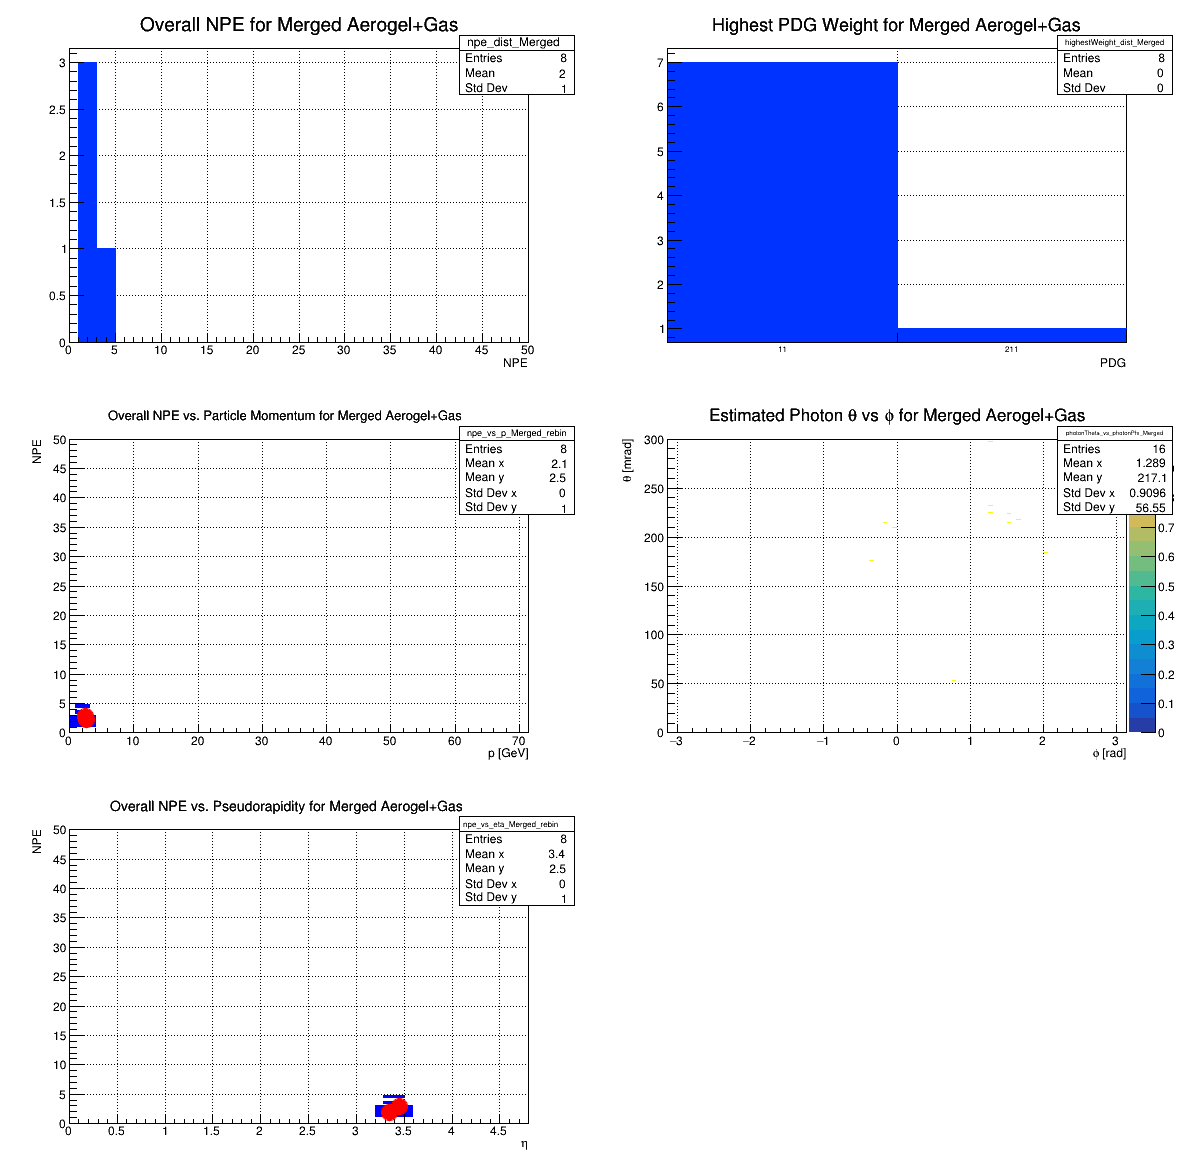 Overall NPE for Merged Aerogel+Gas
npe_dist_Merged
Entries 8
Mean 2
Std Dev 1
3
2.5
2
1.5
1
0.5
0
0 5 10 15 20 25 30 35 40 45 50
NPE
Highest PDG Weight for Merged Aerogel+Gas
highestWeight_dist_Merged
Entries 8
Mean 0
Std Dev 0
7
6
5
4
3
2
1
11 211
PDG
Overall NPE vs. Particle Momentum for Merged Aerogel+Gas
npe_vs_p_Merged_rebin
Entries 8
Mean x 2.1
Mean y 2.5
Std Dev x 0
Std Dev y 1
NPE
50
45
40
35
30
25
20
15
10
5
0
0 10 20 30 40 50 60 70
p [GeV]
Estimated Photon θ vs ϕ for Merged Aerogel+Gas
photonTheta_vs_photonPhi_Merged
Entries 16
Mean x 1.289
Mean y 217.1
Std Dev x 0.9096
Std Dev y 56.55
θ [mrad]
300
250
200
150
100
50
0
−3 −2 −1 0 1 2 3
ϕ [rad]
0.7
0.6
0.5
0.4
0.3
0.2
0.1
0
Overall NPE vs. Pseudorapidity for Merged Aerogel+Gas
npe_vs_eta_Merged_rebin
Entries 8
Mean x 3.4
Mean y 2.5
Std Dev x 0
Std Dev y 1
NPE
50
45
40
35
30
25
20
15
10
5
0
0 0.5 1 1.5 2 2.5 3 3.5 4 4.5
η